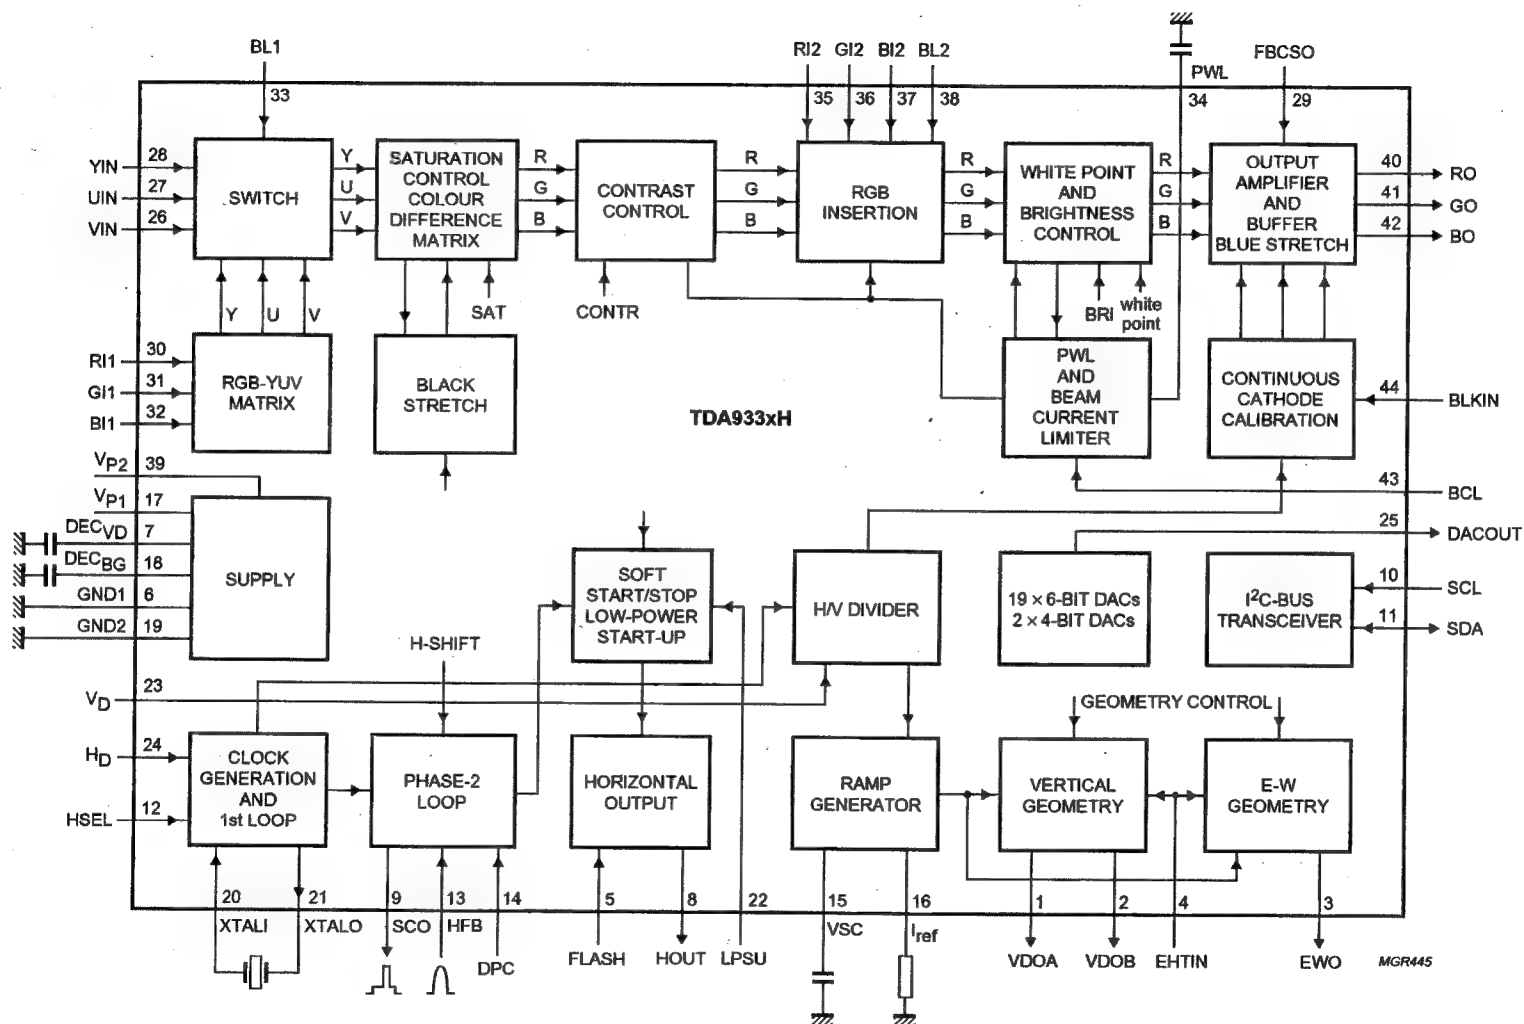 BL1
RI2 GI2 BI2 BL2
FBCSO
PWL
33
35 36 37 38
34
29
YIN 28
UIN 27
VIN 26
SWITCH
Y
U
V
SATURATION
CONTROL
COLOUR
DIFFERENCE
MATRIX
R
G
B
CONTRAST
CONTROL
R
G
B
RGB
INSERTION
R
G
B
WHITE POINT
AND
BRIGHTNESS
CONTROL
R
G
B
OUTPUT
AMPLIFIER
AND
BUFFER
BLUE STRETCH
40 RO
41 GO
42 BO
Y U V
SAT
CONTR
BRI
white
point
RI1 30
GI1 31
BI1 32
RGB-YUV
MATRIX
BLACK
STRETCH
TDA933xH
PWL
AND
BEAM
CURRENT
LIMITER
CONTINUOUS
CATHODE
CALIBRATION
44 BLKIN
43 BCL
VP2 39
VP1 17
DECVD 7
DECBG 18
GND1 6
GND2 19
SUPPLY
SOFT
START/STOP
LOW-POWER
START-UP
H/V DIVIDER
19 × 6-BIT DACs
2 × 4-BIT DACs
I2C-BUS
TRANSCEIVER
25 DACOUT
10 SCL
11 SDA
H-SHIFT
VD 23
GEOMETRY CONTROL
HD 24
HSEL 12
CLOCK
GENERATION
AND
1st LOOP
PHASE-2
LOOP
HORIZONTAL
OUTPUT
RAMP
GENERATOR
VERTICAL
GEOMETRY
E-W
GEOMETRY
20 21 9 13 14 5 8 22 15 16 1 2 4 3
XTALI XTALO SCO HFB DPC FLASH HOUT LPSU VSC Iref VDOA VDOB EHTIN EWO
MGR445